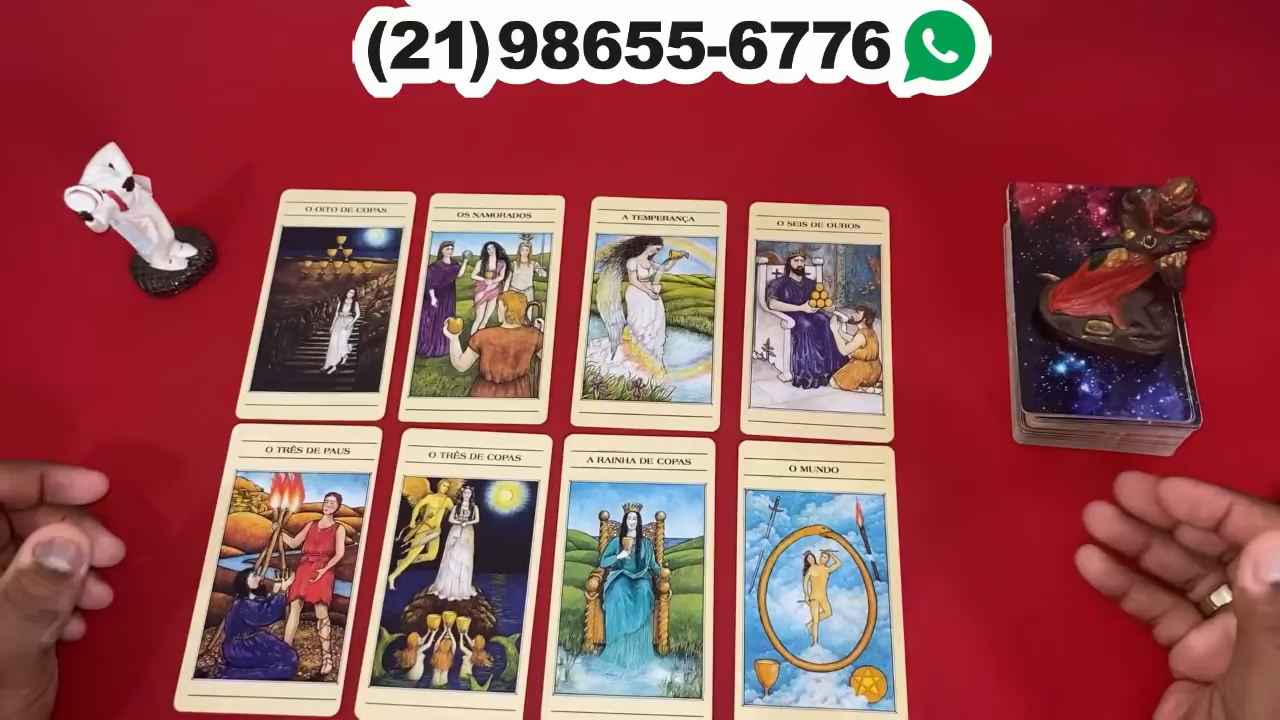 (21)98655-6776
O OITO DE COPAS
OS NAMORADOS
A TEMPERANÇA
O SEIS DE OUROS
O TRÊS DE PAUS
O TRÊS DE COPAS
A RAINHA DE COPAS
O MUNDO